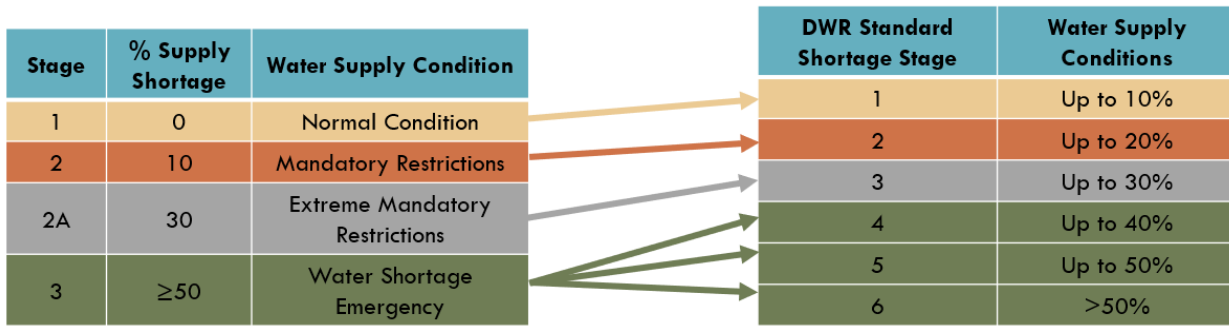 Stage
% Supply
Shortage
Water Supply Condition
1
0
Normal Condition
2
10
Mandatory Restrictions
2A
30
Extreme Mandatory
Restrictions
3
≥50
Water Shortage
Emergency
DWR Standard
Shortage Stage
Water Supply
Conditions
1
Up to 10%
2
Up to 20%
3
Up to 30%
4
Up to 40%
5
Up to 50%
6
>50%